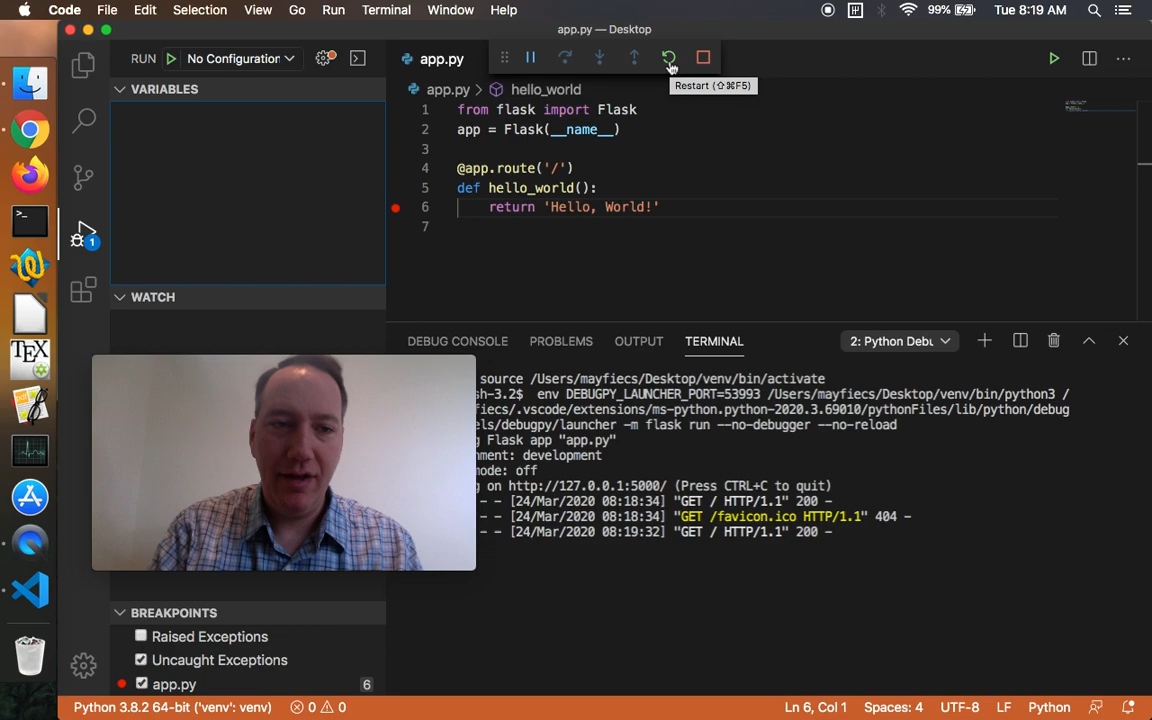 Code File Edit Selection View Go Run Terminal Window Help 99% Tue 8:19 AM
app.py — Desktop
RUN No Configuration
app.py
Restart (⇧⌘F5)
VARIABLES
app.py > hello_world
1 from flask import Flask
2 app = Flask(__name__)
3
4 @app.route('/')
5 def hello_world():
6 return 'Hello, World!'
7
1
WATCH
DEBUG CONSOLE PROBLEMS OUTPUT TERMINAL 2: Python Debu
source /Users/mayfiecs/Desktop/venv/bin/activate
sh-3.2$ env DEBUGPY_LAUNCHER_PORT=53993 /Users/mayfiecs/Desktop/venv/bin/python3 /
fiecs/.vscode/extensions/ms-python.python-2020.3.69010/pythonFiles/lib/python/debug
els/debugpy/launcher -m flask run --no-debugger --no-reload
g Flask app "app.py"
nment: development
mode: off
g on http://127.0.0.1:5000/ (Press CTRL+C to quit)
- - [24/Mar/2020 08:18:34] "GET / HTTP/1.1" 200 -
- - [24/Mar/2020 08:18:34] "GET /favicon.ico HTTP/1.1" 404 -
- - [24/Mar/2020 08:19:32] "GET / HTTP/1.1" 200 -
TEX
BREAKPOINTS
Raised Exceptions
Uncaught Exceptions
app.py 6
Python 3.8.2 64-bit ('venv': venv) 0 0 Ln 6, Col 1 Spaces: 4 UTF-8 LF Python